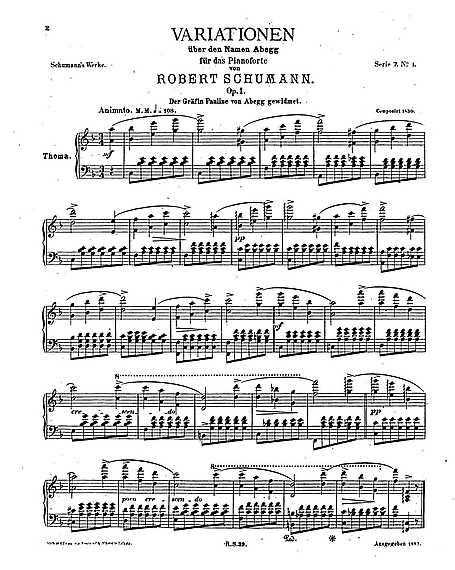 2
VARIATIONEN
über den Namen Abegg
für das Pianoforte
von
Schumann's Werke.
Serie 7. Nº 1.
ROBERT SCHUMANN.
Op. 1.
Der Gräfin Pauline von Abegg gewidmet.
Animato. M. M. = 108.
Componirt 1830.
Thema.
mf
pp
mf
cre - scen - do
pp
poco cre - scen - do
Ped.
R. S. 39.
Ausgegeben 1887.